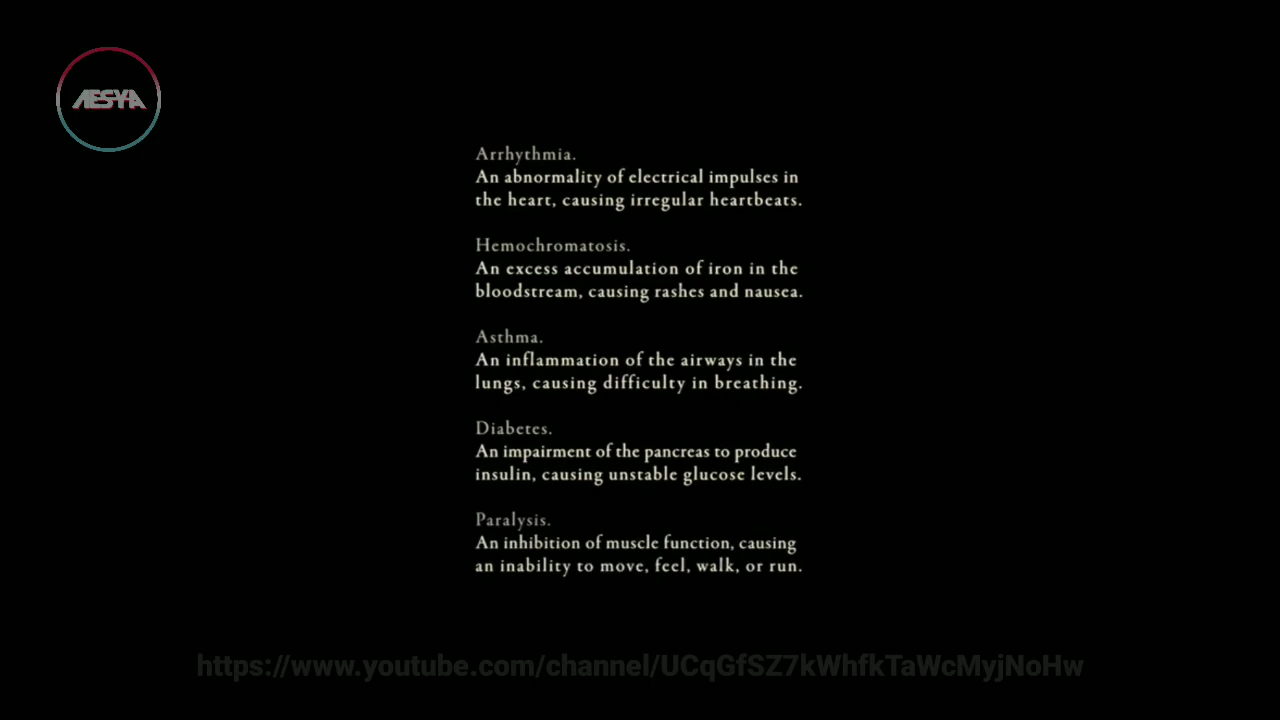 AESYA
Arrhythmia.
An abnormality of electrical impulses in
the heart, causing irregular heartbeats.
Hemochromatosis.
An excess accumulation of iron in the
bloodstream, causing rashes and nausea.
Asthma.
An inflammation of the airways in the
lungs, causing difficulty in breathing.
Diabetes.
An impairment of the pancreas to produce
insulin, causing unstable glucose levels.
Paralysis.
An inhibition of muscle function, causing
an inability to move, feel, walk, or run.
https://www.youtube.com/channel/UCqGfSZ7kWhfkTaWcMyjNoHw